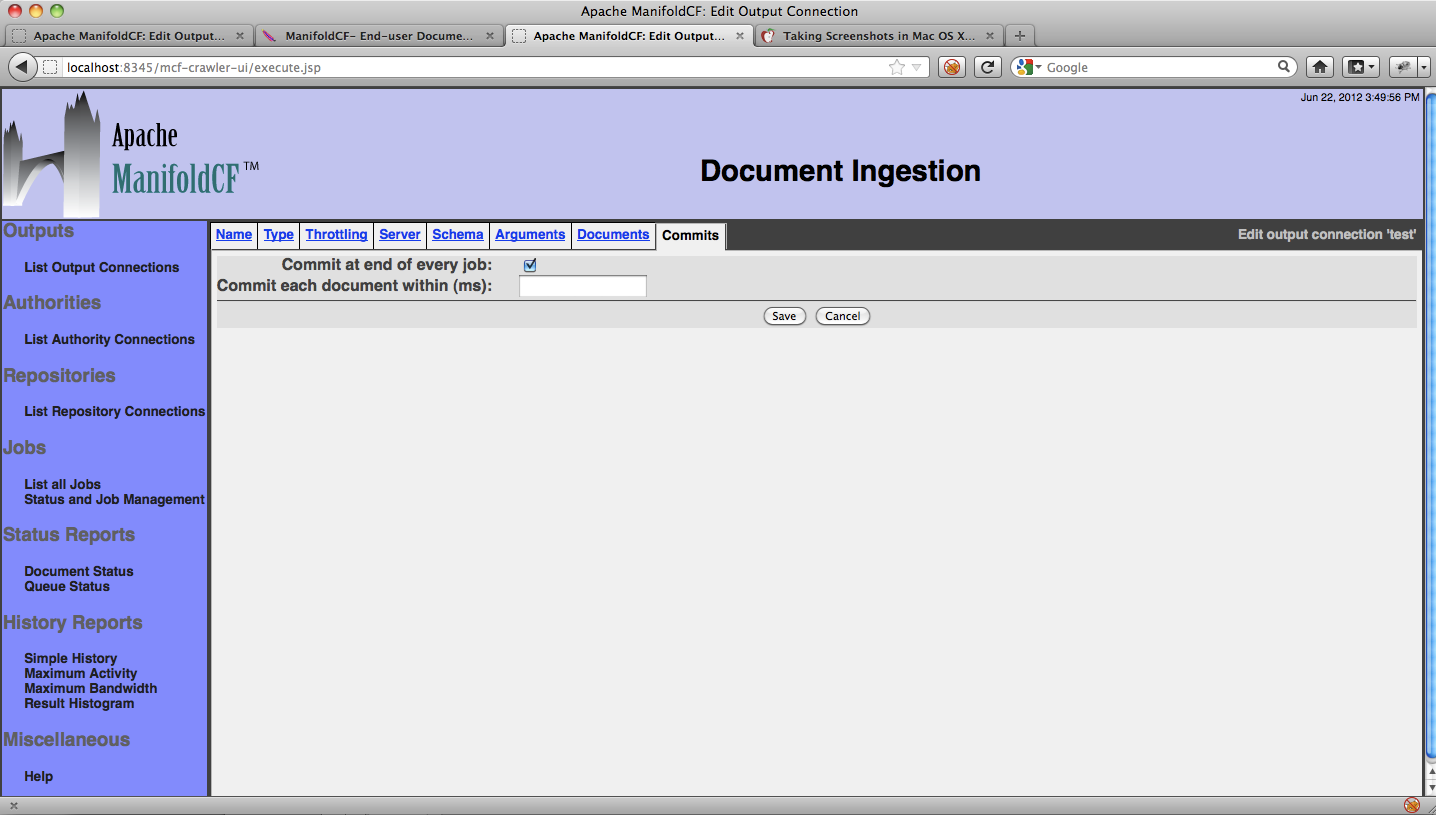 Apache ManifoldCF: Edit Output Connection
Apache ManifoldCF: Edit Output... ManifoldCF- End-user Docume... Apache ManifoldCF: Edit Output... Taking Screenshots in Mac OS X...
localhost:8345/mcf-crawler-ui/execute.jsp Google
Jun 22, 2012 3:49:56 PM
Apache
ManifoldCF™
Document Ingestion
Outputs
List Output Connections
Authorities
List Authority Connections
Repositories
List Repository Connections
Jobs
List all Jobs
Status and Job Management
Status Reports
Document Status
Queue Status
History Reports
Simple History
Maximum Activity
Maximum Bandwidth
Result Histogram
Miscellaneous
Help
Name Type Throttling Server Schema Arguments Documents Commits Edit output connection 'test'
Commit at end of every job:
Commit each document within (ms):
Save Cancel